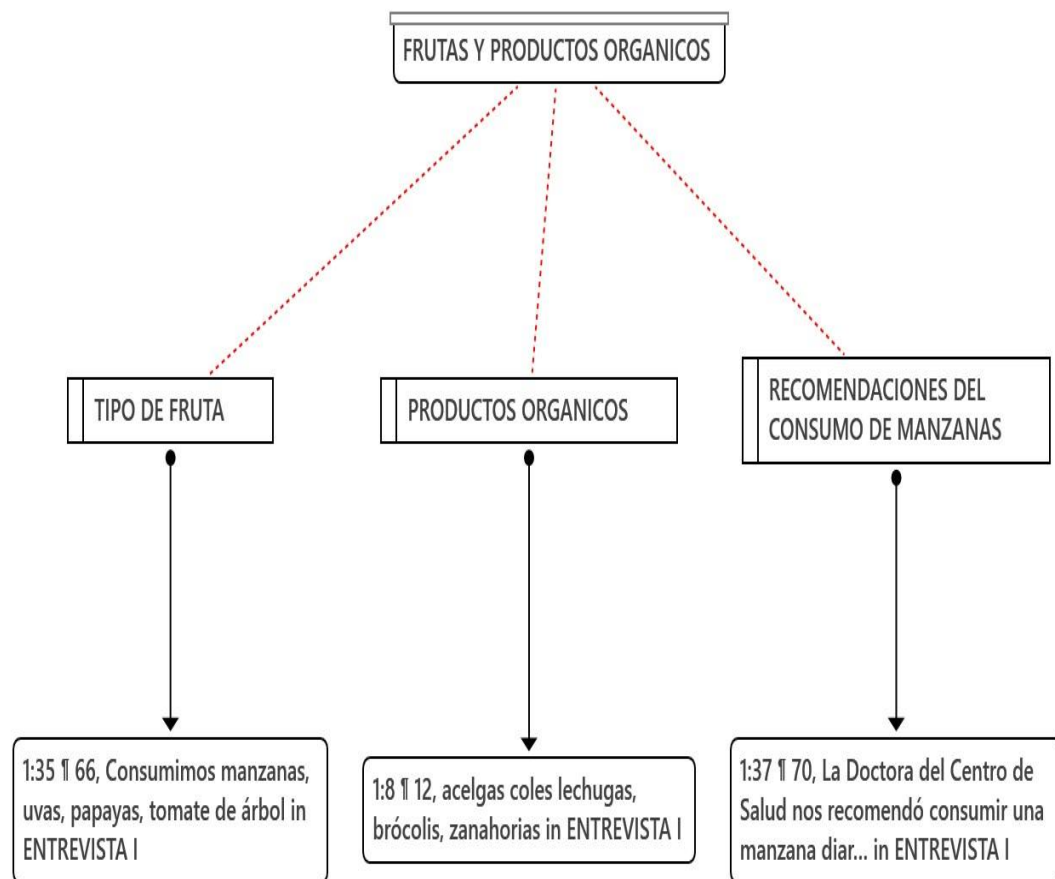 FRUTAS Y PRODUCTOS ORGANICOS
TIPO DE FRUTA
PRODUCTOS ORGANICOS
RECOMENDACIONES DEL
CONSUMO DE MANZANAS
1:35 ¶ 66, Consumimos manzanas,
uvas, papayas, tomate de árbol in
ENTREVISTA I
1:8 ¶ 12, acelgas coles lechugas,
brócolis, zanahorias in ENTREVISTA I
1:37 ¶ 70, La Doctora del Centro de
Salud nos recomendó consumir una
manzana diar... in ENTREVISTA I